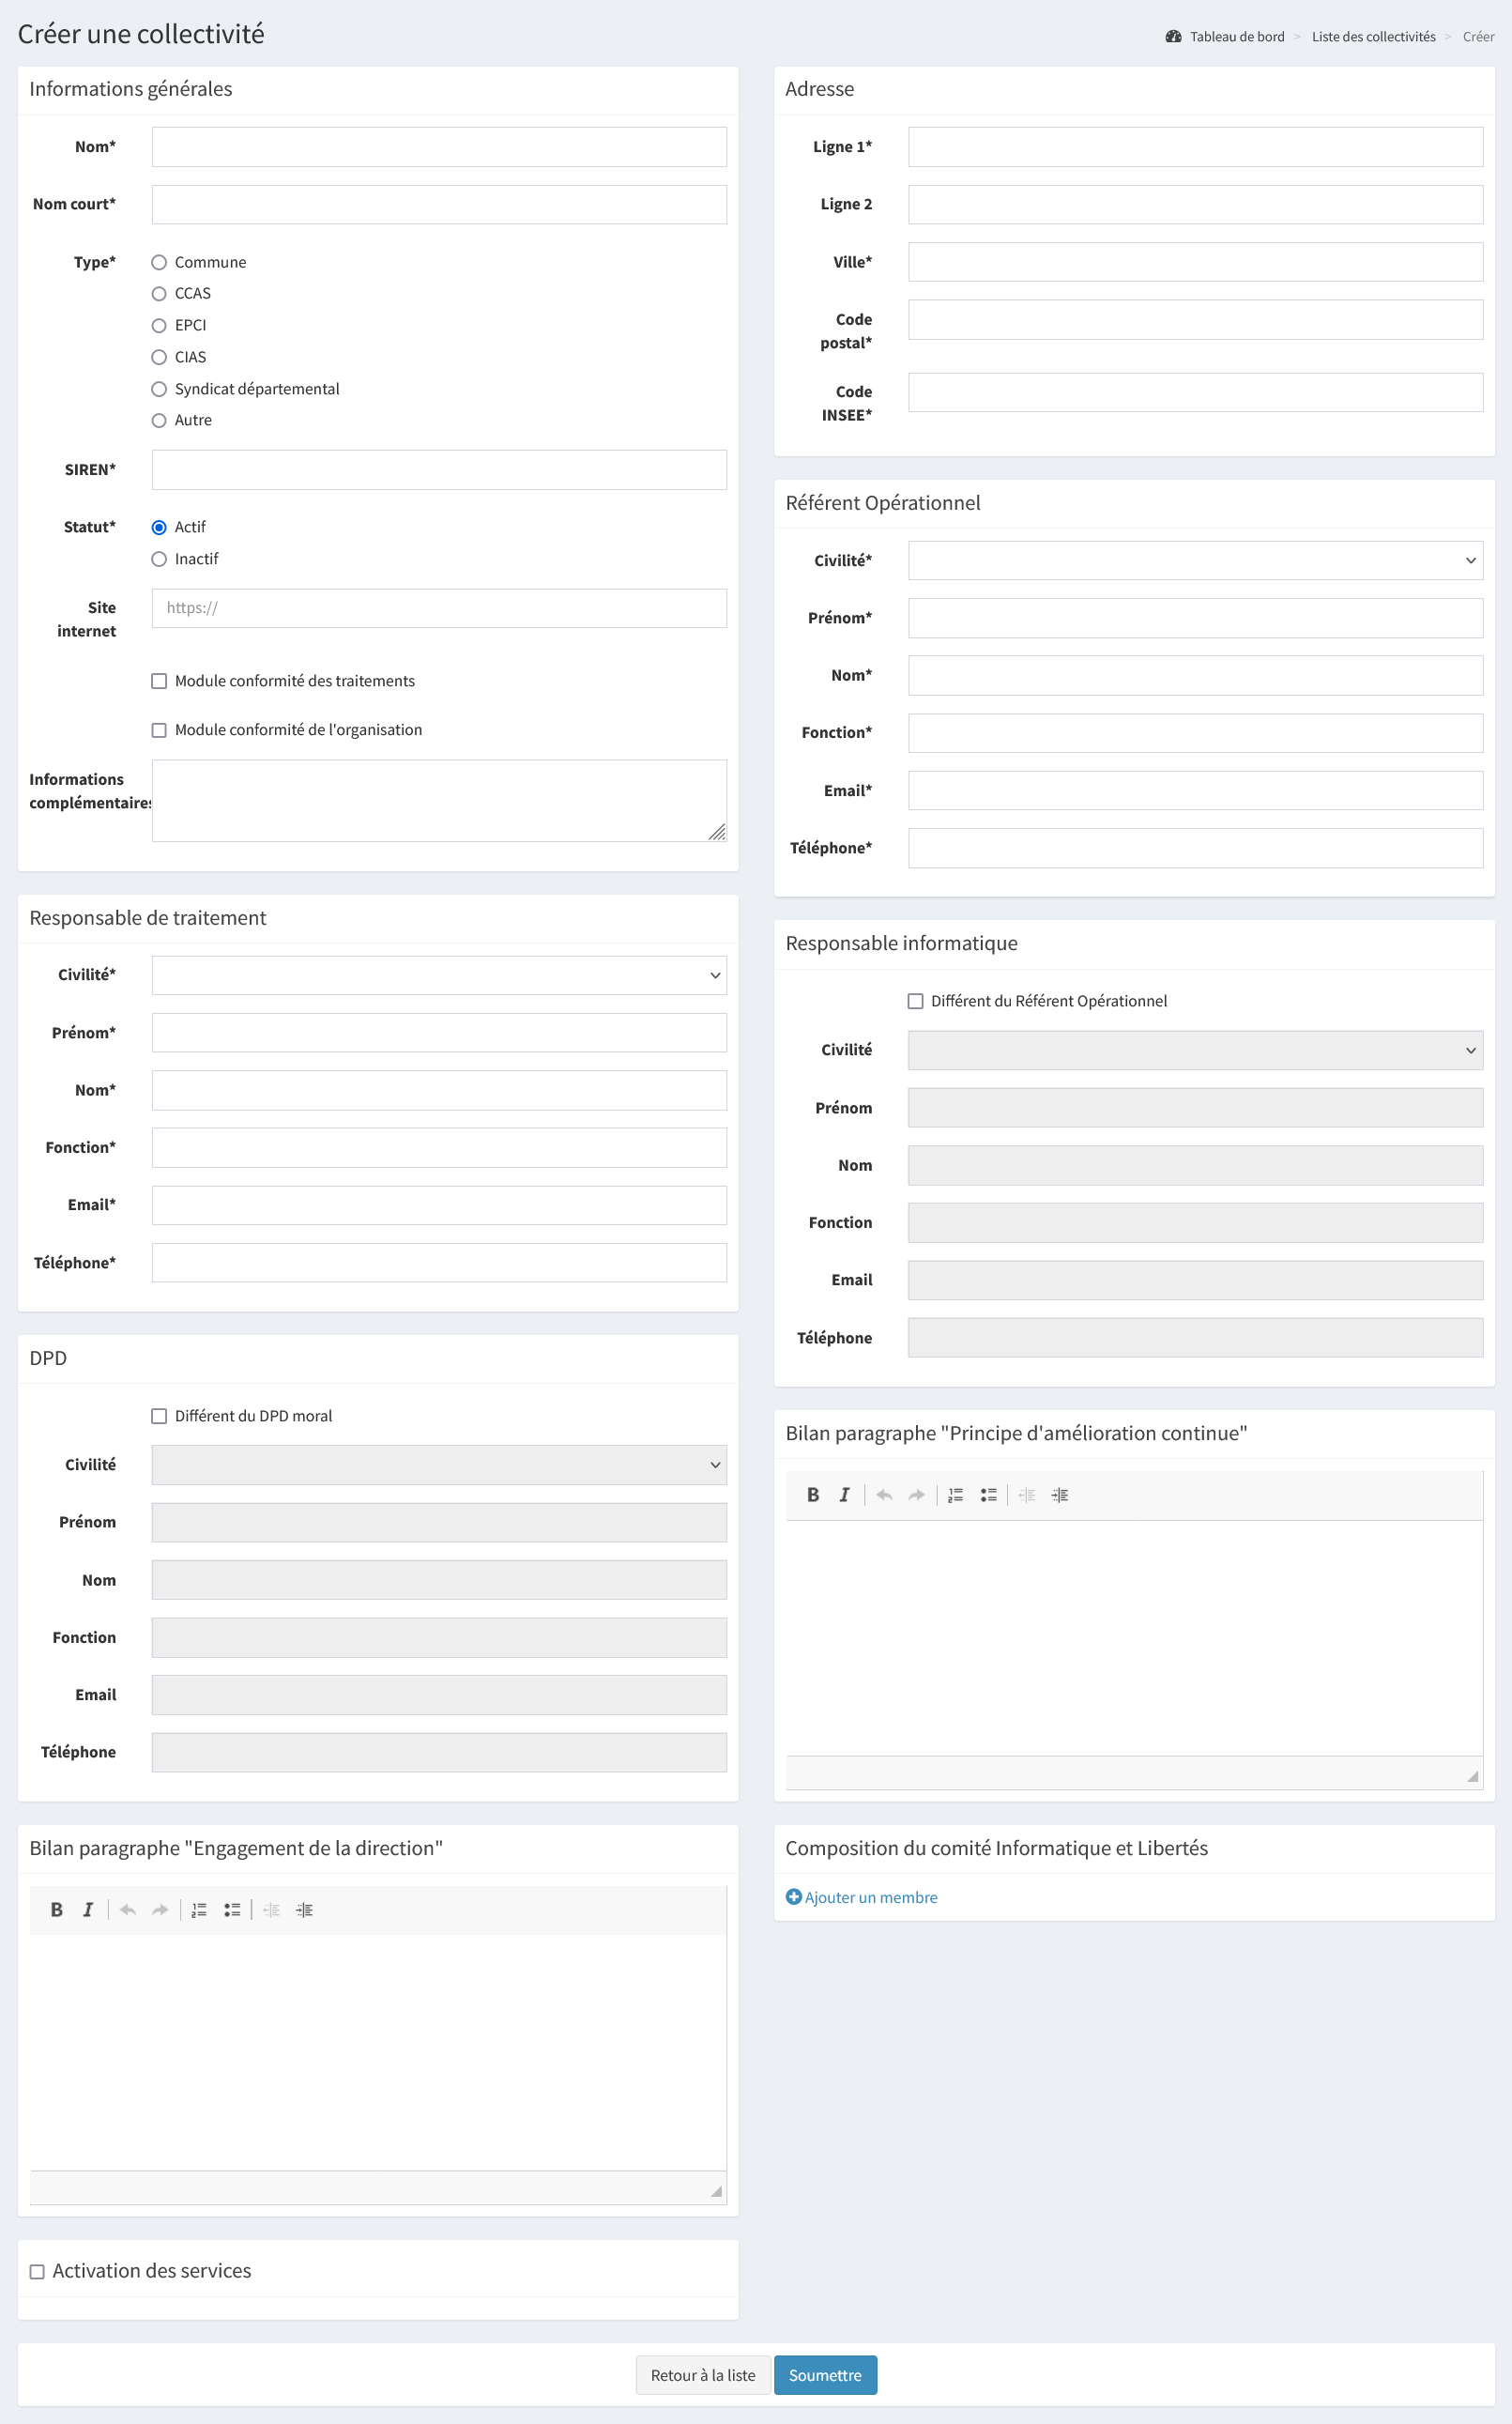 Créer une collectivité
Tableau de bord > Liste des collectivités > Créer
Informations générales
Nom*
Nom court*
Type*
Commune
CCAS
EPCI
CIAS
Syndicat départemental
Autre
SIREN*
Statut*
Actif
Inactif
Site
internet
https://
Module conformité des traitements
Module conformité de l'organisation
Informations
complémentaires
Responsable de traitement
Civilité*
Prénom*
Nom*
Fonction*
Email*
Téléphone*
DPD
Différent du DPD moral
Civilité
Prénom
Nom
Fonction
Email
Téléphone
Bilan paragraphe "Engagement de la direction"
B I
Activation des services
Adresse
Ligne 1*
Ligne 2
Ville*
Code
postal*
Code
INSEE*
Référent Opérationnel
Civilité*
Prénom*
Nom*
Fonction*
Email*
Téléphone*
Responsable informatique
Différent du Référent Opérationnel
Civilité
Prénom
Nom
Fonction
Email
Téléphone
Bilan paragraphe "Principe d'amélioration continue"
B I
Composition du comité Informatique et Libertés
Ajouter un membre
Retour à la liste
Soumettre